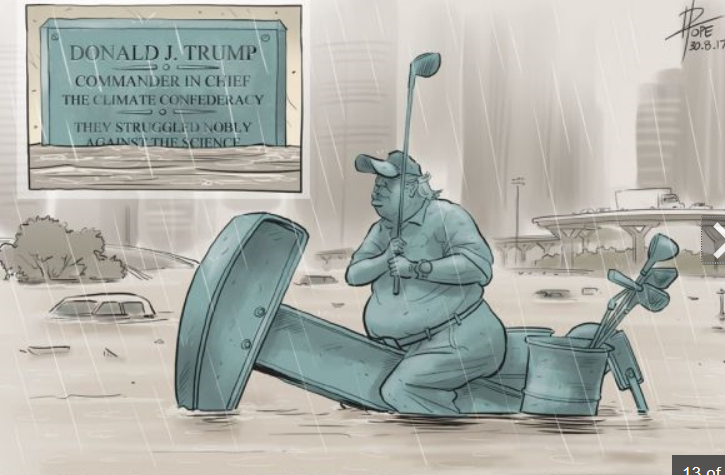 DONALD J. TRUMP
COMMANDER IN CHIEF
THE CLIMATE CONFEDERACY
THEY STRUGGLED NOBLY
AGAINST THE SCIENCE
POPE
30.8.17
13 of